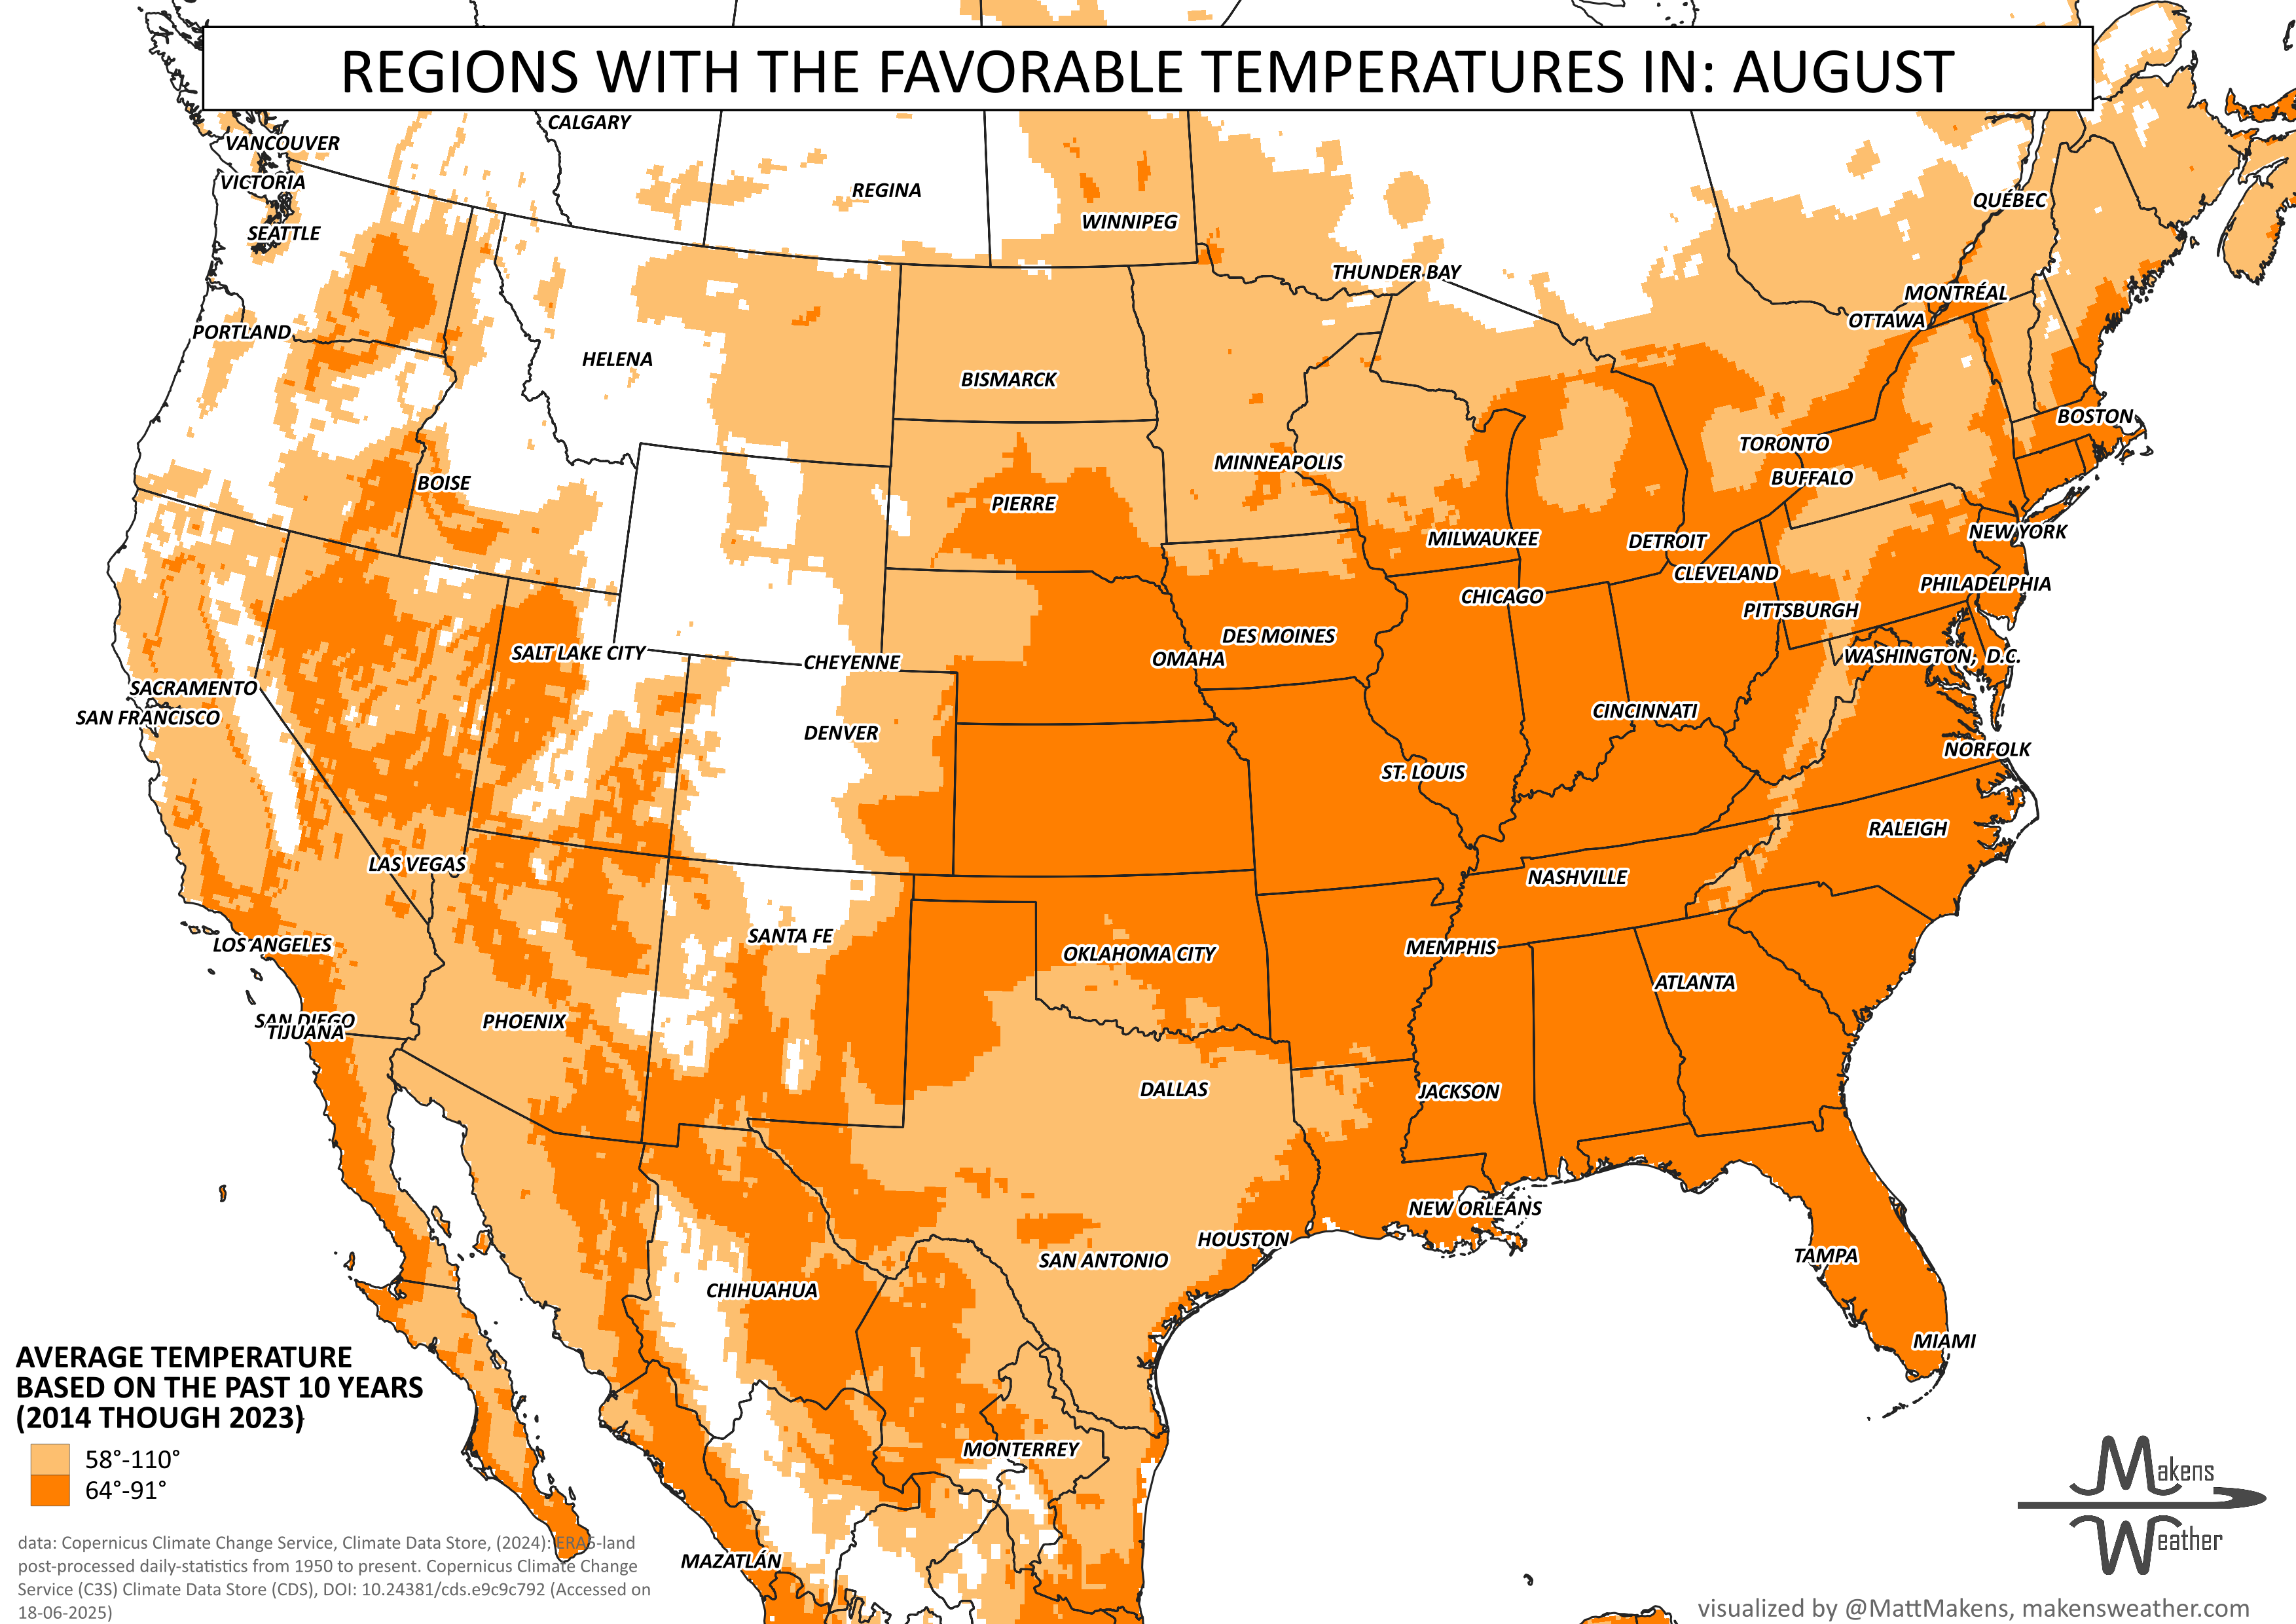 REGIONS WITH THE FAVORABLE TEMPERATURES IN: AUGUST
CALGARY
VANCOUVER
VICTORIA
REGINA
QUÉBEC
WINNIPEG
SEATTLE
THUNDER BAY
MONTRÉAL
OTTAWA
PORTLAND
HELENA
BISMARCK
BOSTON
TORONTO
MINNEAPOLIS
BUFFALO
BOISE
PIERRE
NEW YORK
MILWAUKEE
DETROIT
CLEVELAND
PHILADELPHIA
CHICAGO
PITTSBURGH
DES MOINES
SALT LAKE CITY
WASHINGTON, D.C.
OMAHA
CHEYENNE
SACRAMENTO
CINCINNATI
SAN FRANCISCO
DENVER
NORFOLK
ST. LOUIS
RALEIGH
LAS VEGAS
NASHVILLE
SANTA FE
LOS ANGELES
MEMPHIS
OKLAHOMA CITY
ATLANTA
SAN DIEGO
PHOENIX
TIJUANA
DALLAS
JACKSON
NEW ORLEANS
HOUSTON
TAMPA
SAN ANTONIO
CHIHUAHUA
MIAMI
MONTERREY
MAZATLÁN
AVERAGE TEMPERATURE
BASED ON THE PAST 10 YEARS
(2014 THOUGH 2023)
58°-110°
64°-91°
data: Copernicus Climate Change Service, Climate Data Store, (2024): ERA5-land
post-processed daily-statistics from 1950 to present. Copernicus Climate Change
Service (C3S) Climate Data Store (CDS), DOI: 10.24381/cds.e9c9c792 (Accessed on
18-06-2025)
Makens
Weather
visualized by @MattMakens, makensweather.com